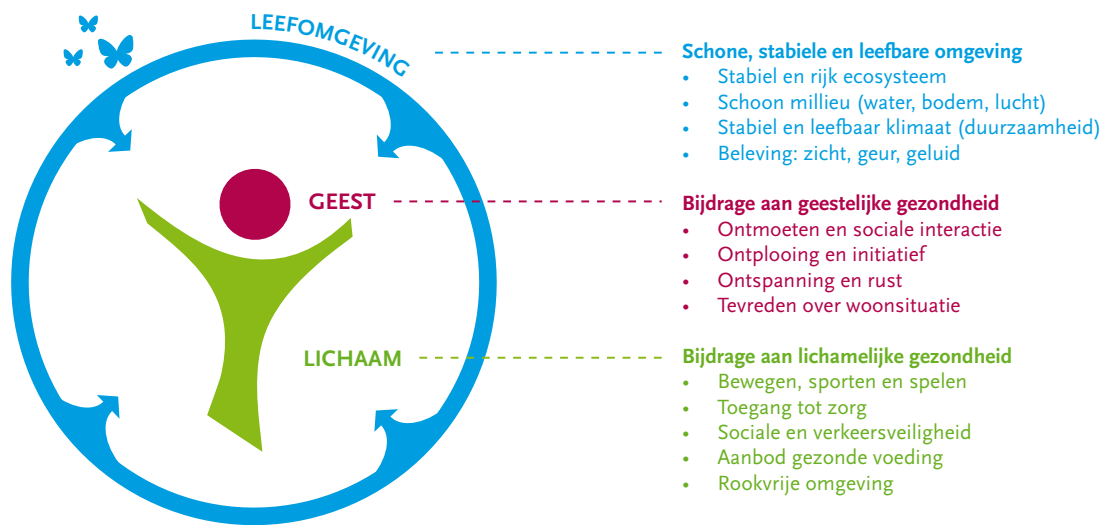 LEEFOMGEVING
Schone, stabiele en leefbare omgeving
• Stabiel en rijk ecosysteem
• Schoon millieu (water, bodem, lucht)
• Stabiel en leefbaar klimaat (duurzaamheid)
• Beleving: zicht, geur, geluid
GEEST
Bijdrage aan geestelijke gezondheid
• Ontmoeten en sociale interactie
• Ontplooing en initiatief
• Ontspanning en rust
• Tevreden over woonsituatie
LICHAAM
Bijdrage aan lichamelijke gezondheid
• Bewegen, sporten en spelen
• Toegang tot zorg
• Sociale en verkeersveiligheid
• Aanbod gezonde voeding
• Rookvrije omgeving